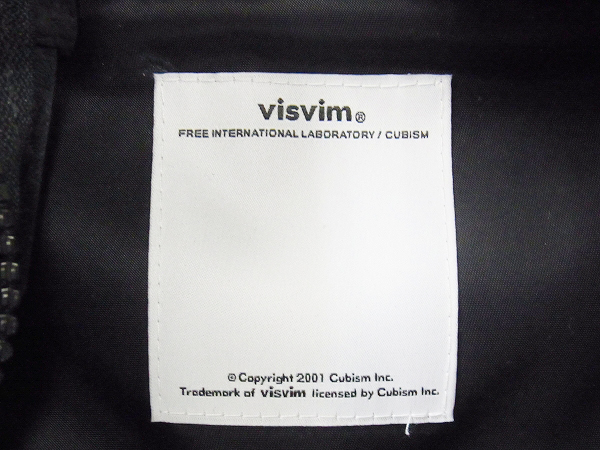 visvim®
FREE INTERNATIONAL LABORATORY / CUBISM
© Copyright 2001 Cubism Inc.
Trademark of visvim licensed by Cubism Inc.